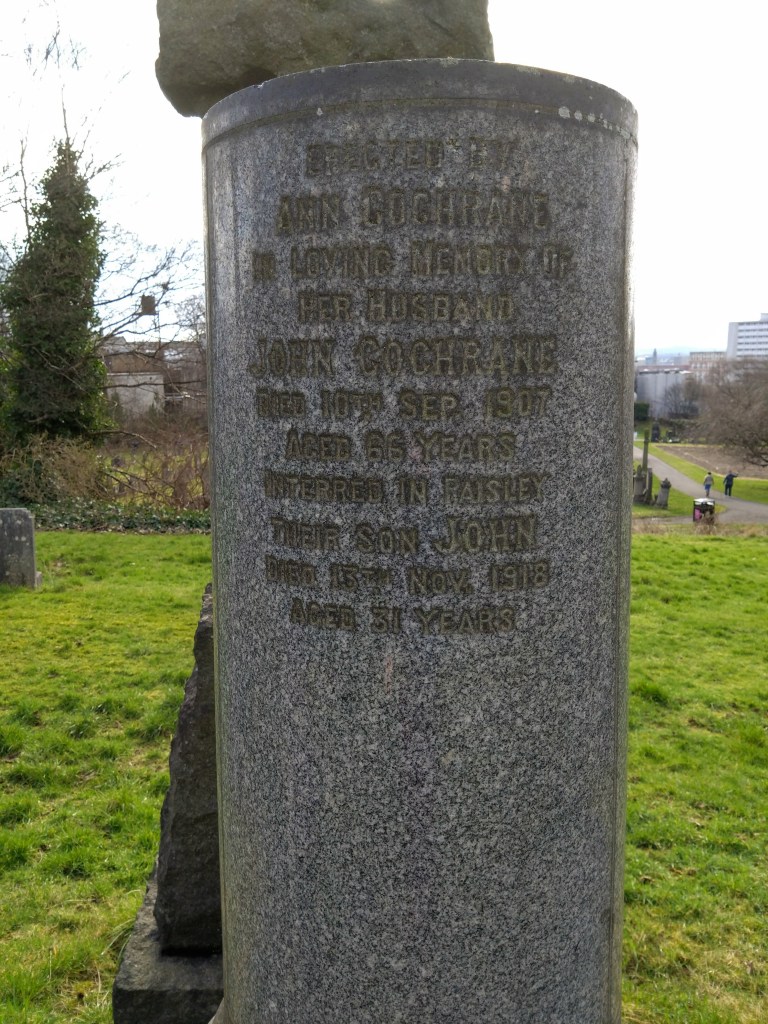 ERECTED BY
ANN COCHRANE
IN LOVING MEMORY OF
HER HUSBAND
JOHN COCHRANE
DIED 10TH SEP. 1907
AGED 66 YEARS
INTERRED IN PAISLEY
THEIR SON JOHN
DIED 15TH NOV. 1918
AGED 31 YEARS